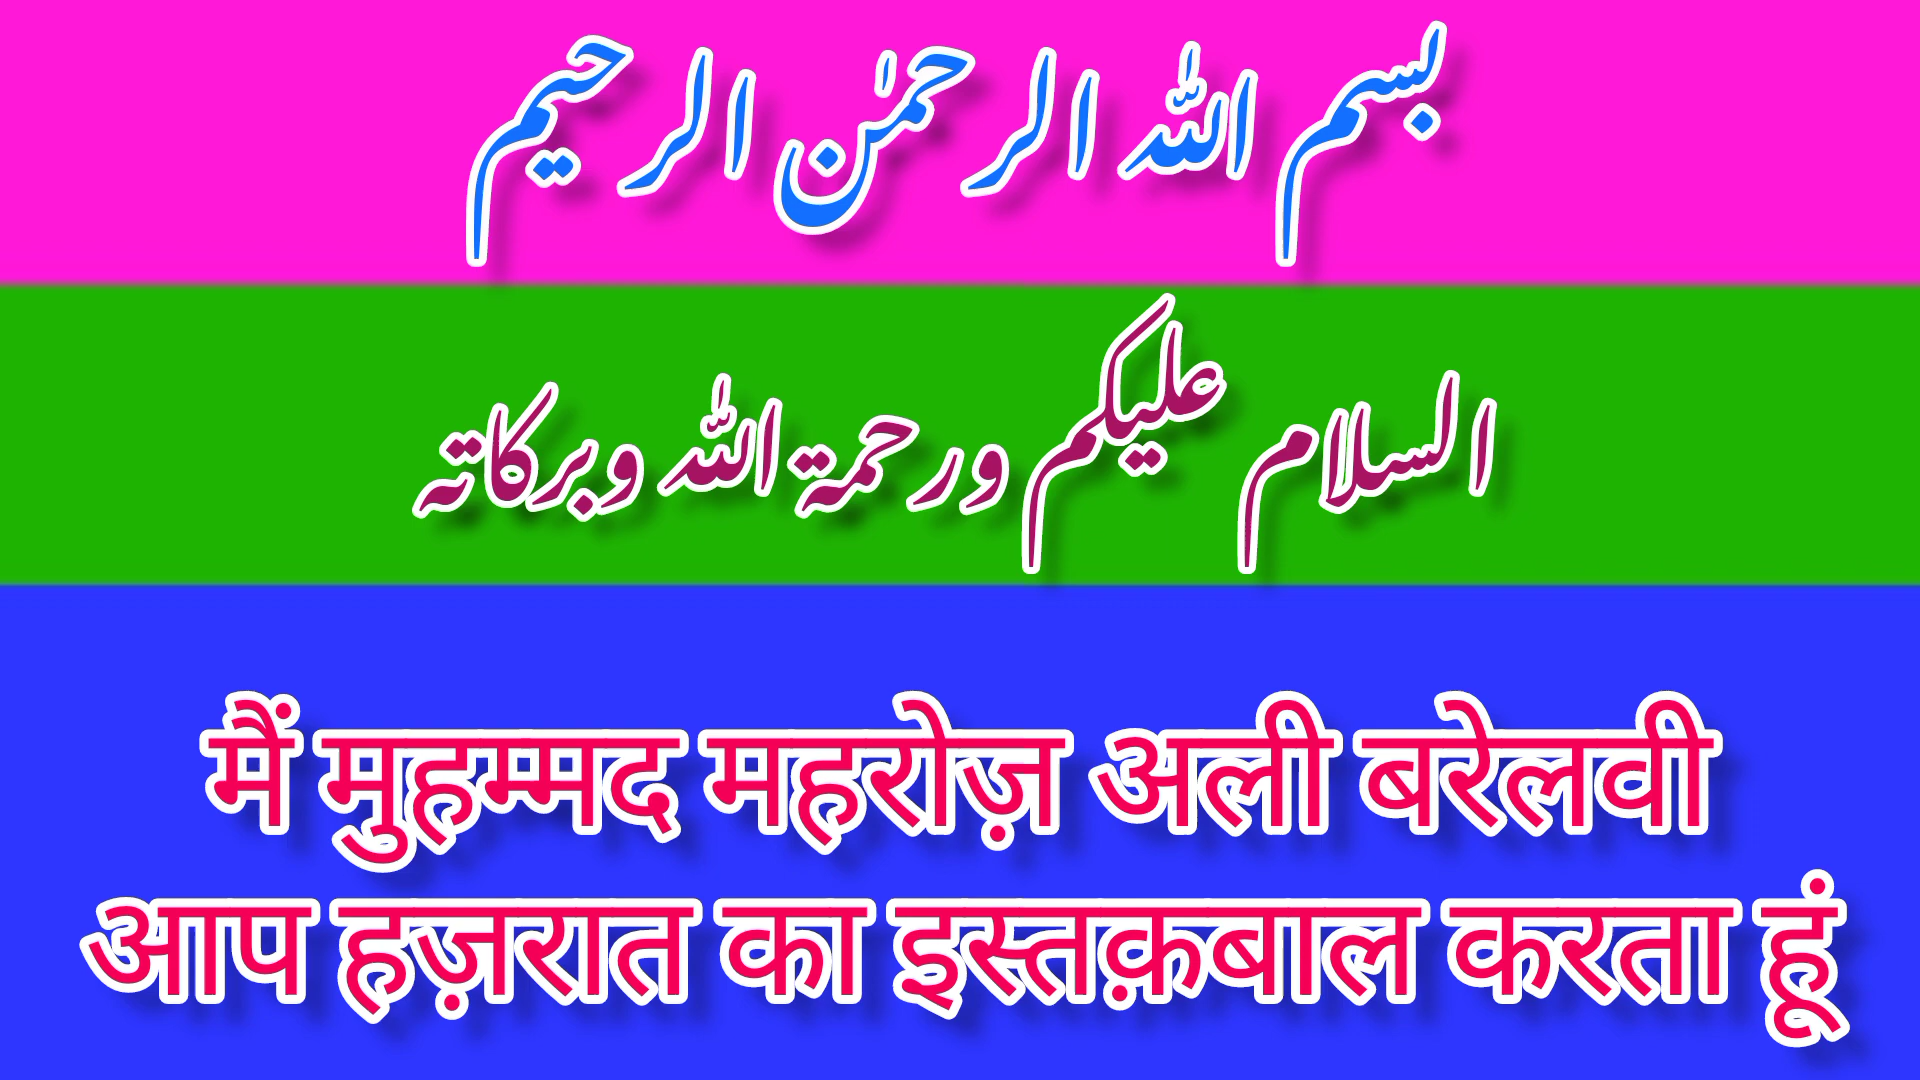 بسم اللہ الرحمٰن الرحیم
السلام علیکم ورحمۃ اللہ وبرکاتہ
मैं मुहम्मद महरोज़ अली बरेलवी
आप हज़रात का इस्तक़बाल करता हूं